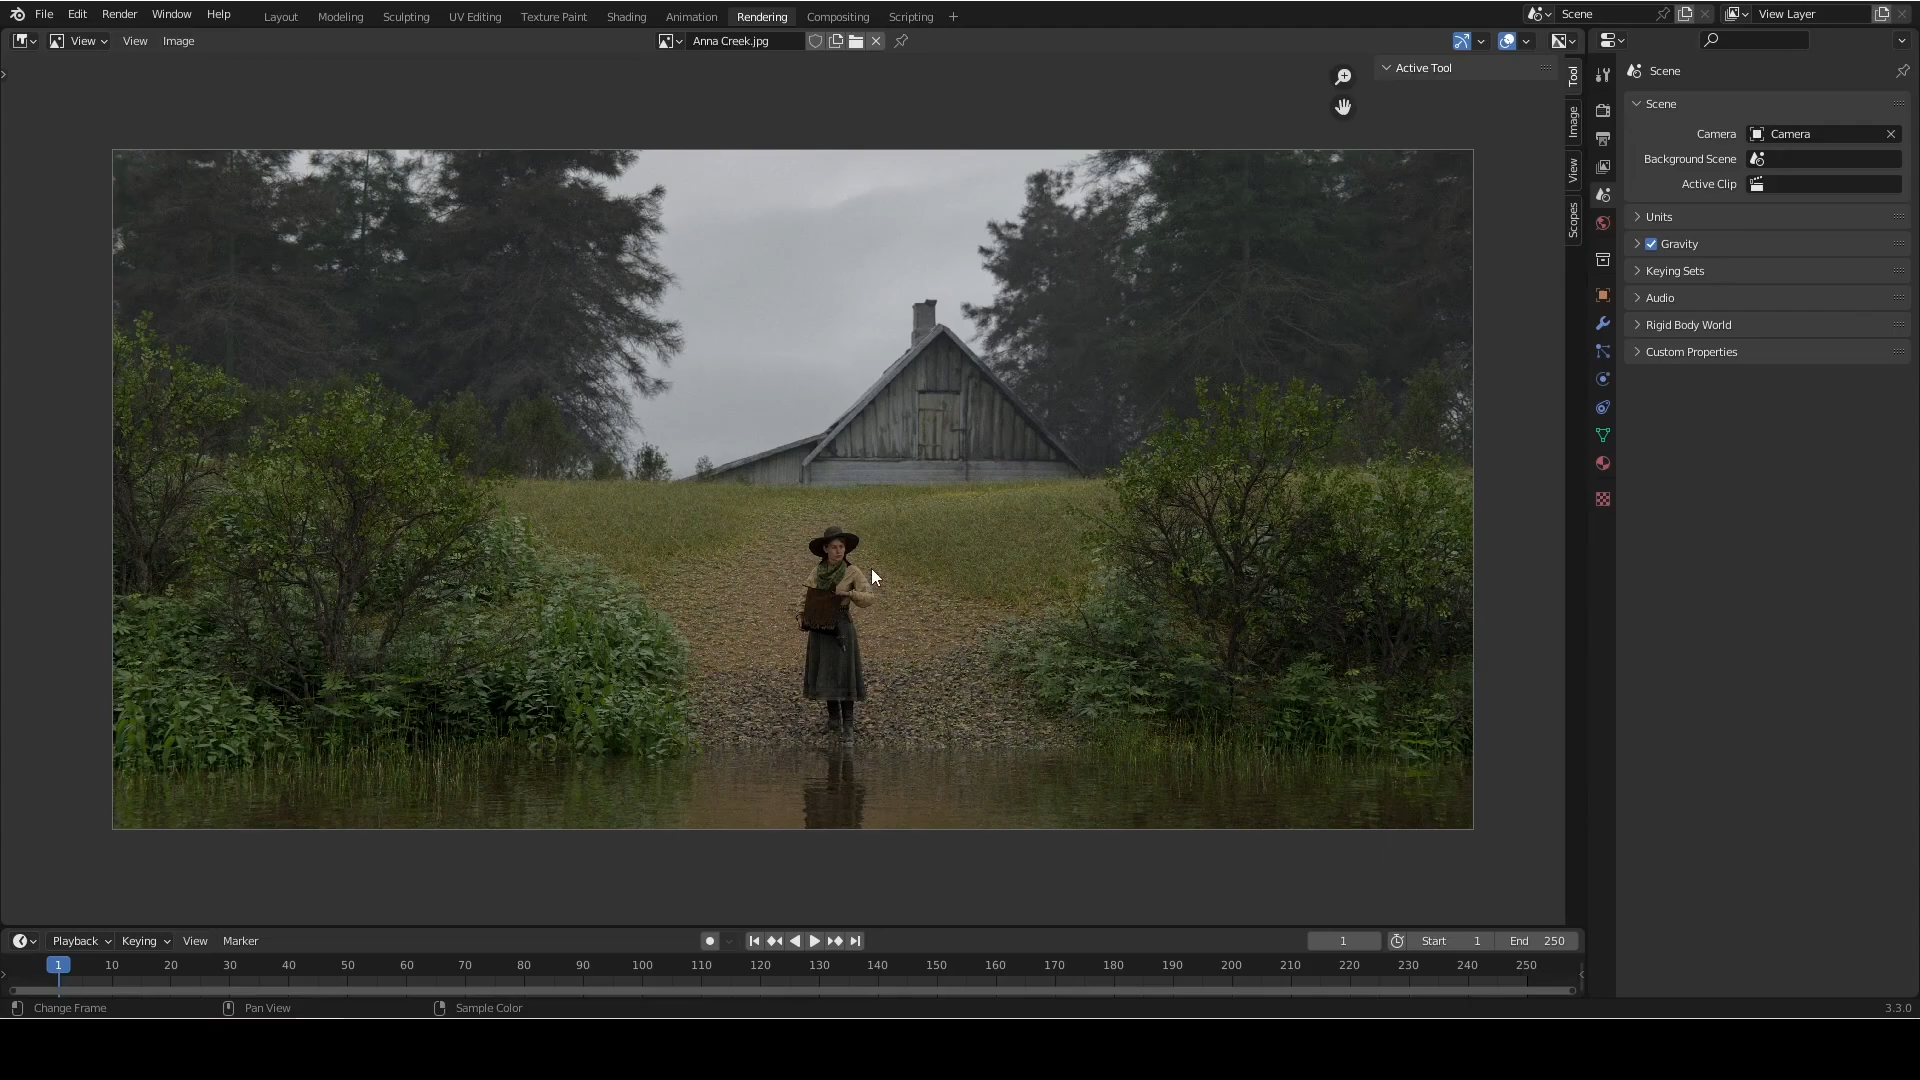 File Edit Render Window Help Layout Modeling Sculpting UV Editing Texture Paint Shading Animation Rendering Compositing Scripting + Scene View Layer
View View Image Anna Creek.jpg
Active Tool
Tool
Image
View
Scopes
Scene
Scene
Camera Camera
Background Scene
Active Clip
Units
Gravity
Keying Sets
Audio
Rigid Body World
Custom Properties
Playback Keying View Marker 1 Start 1 End 250
1 10 20 30 40 50 60 70 80 90 100 110 120 130 140 150 160 170 180 190 200 210 220 230 240 250
Change Frame Pan View Sample Color 3.3.0